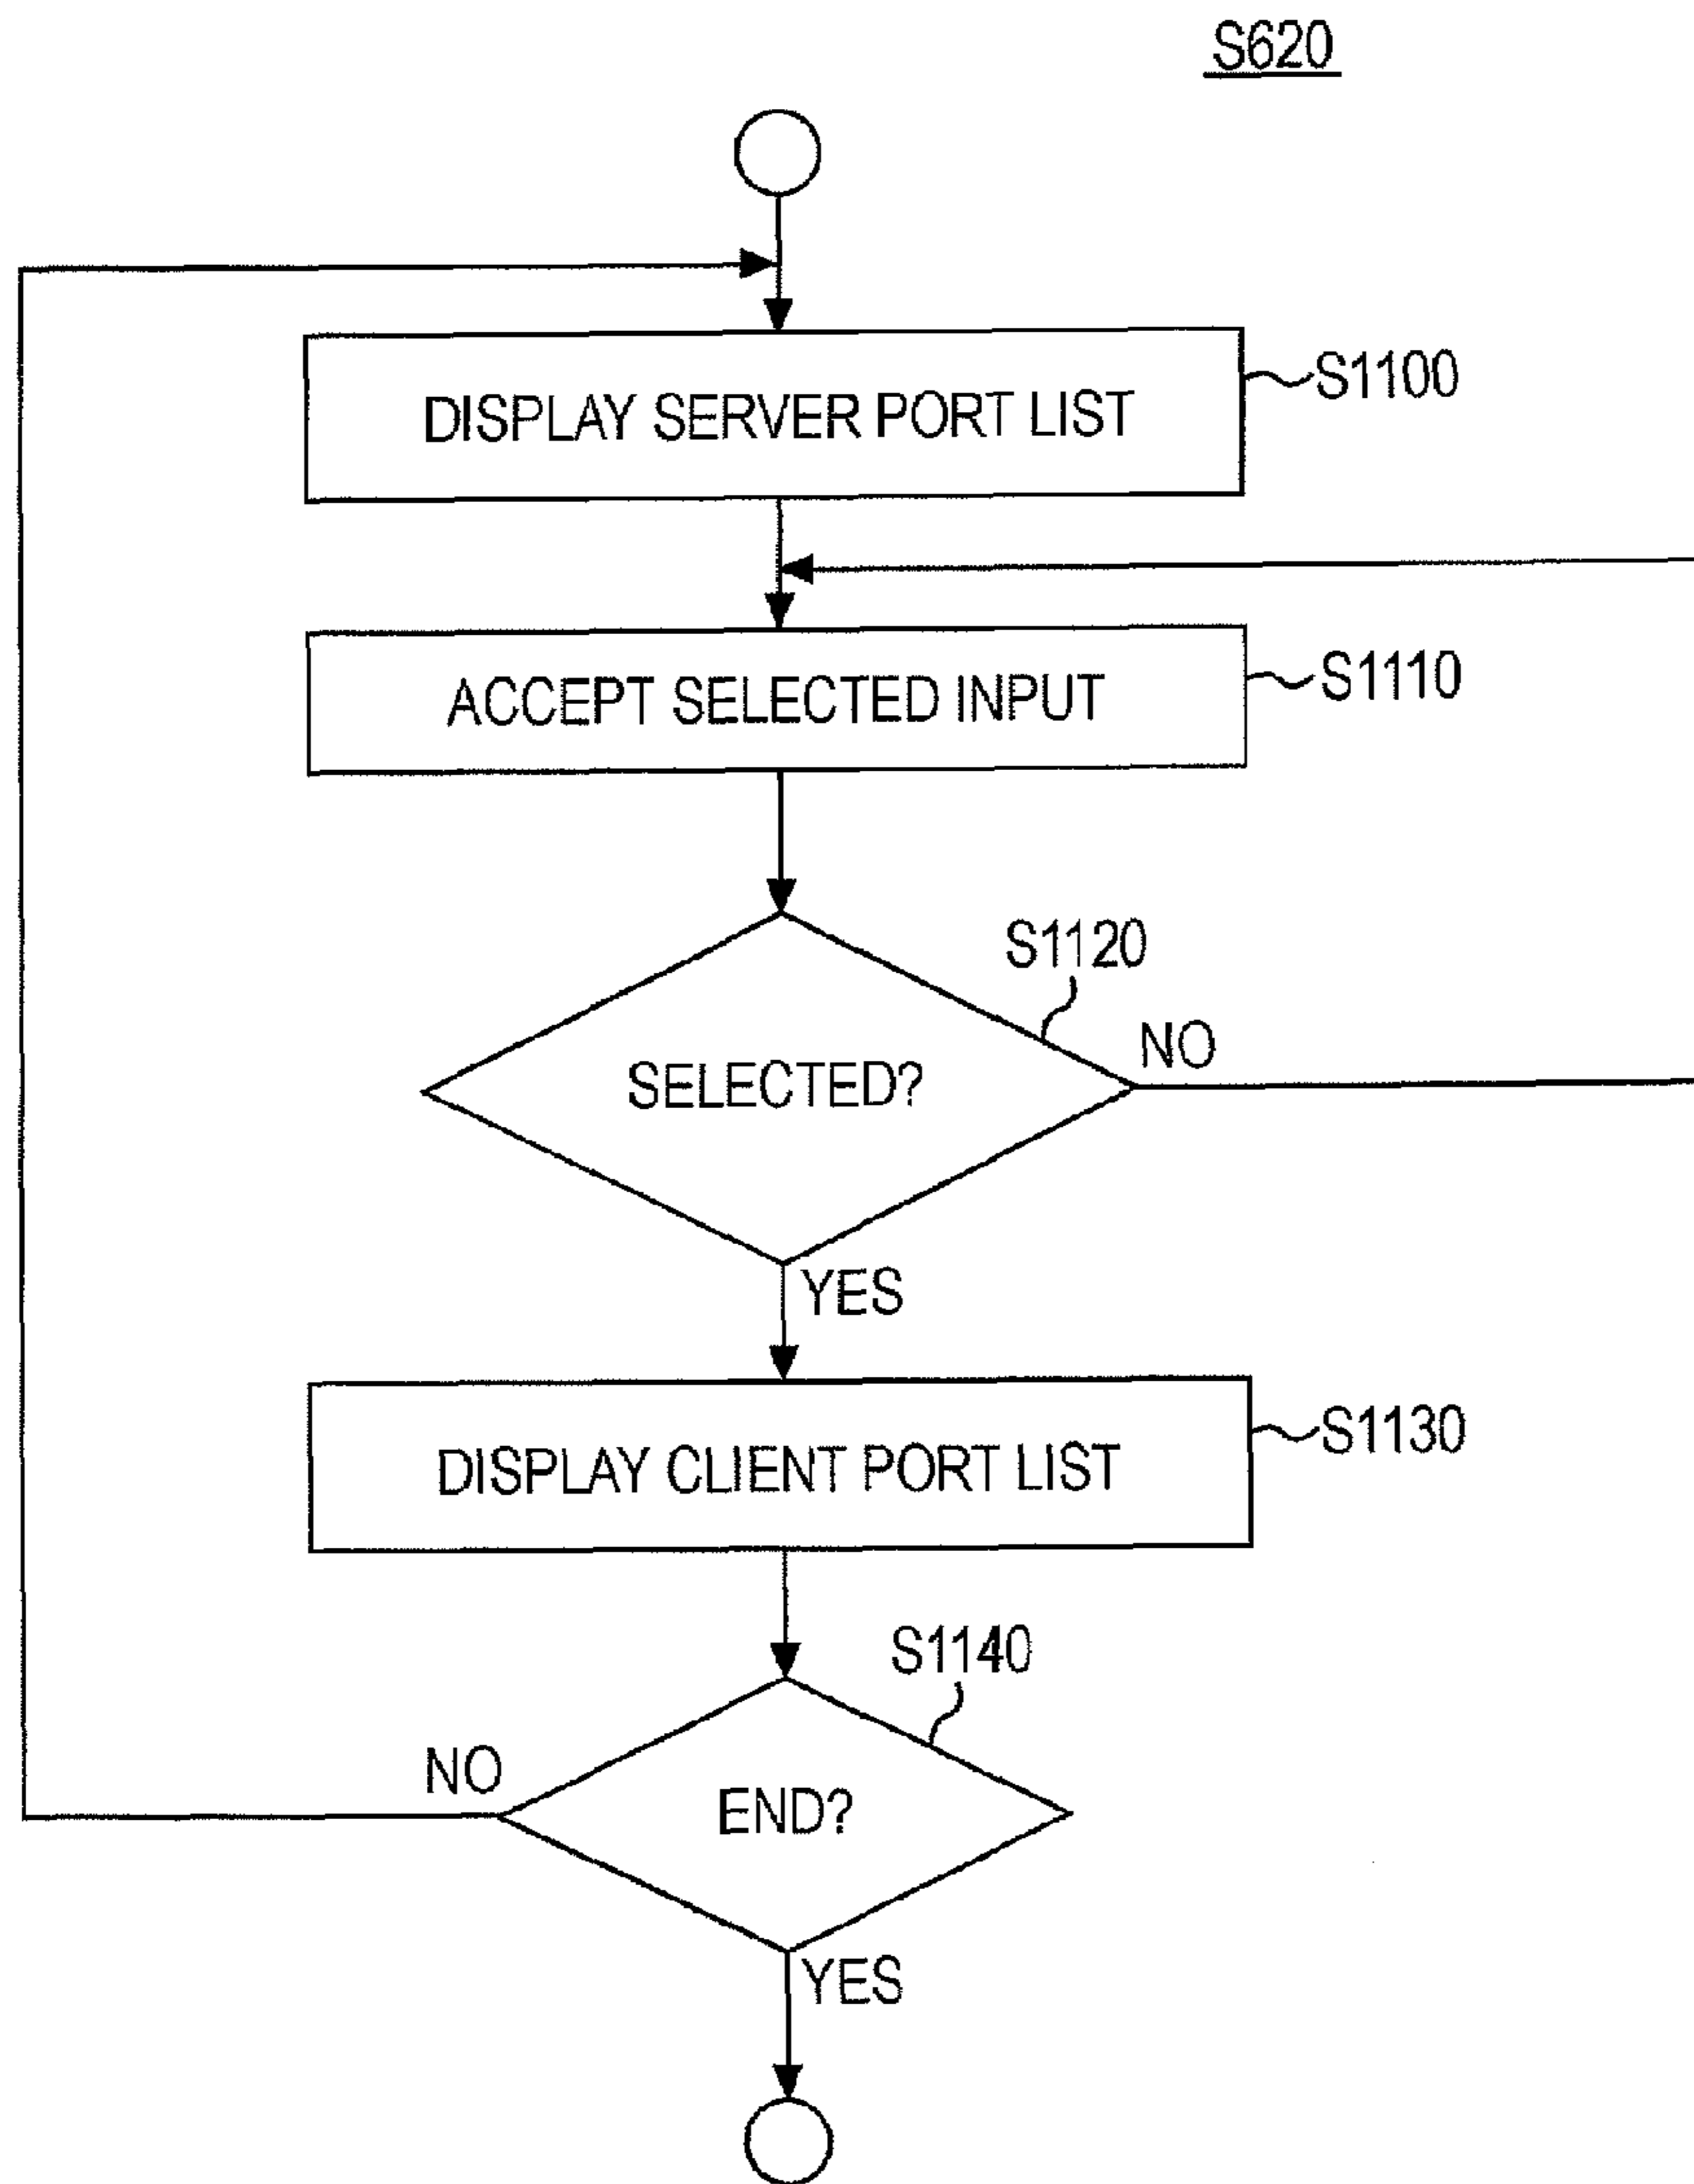 S620
DISPLAY SERVER PORT LIST
S1100
ACCEPT SELECTED INPUT
S1110
S1120
SELECTED?
NO
YES
DISPLAY CLIENT PORT LIST
S1130
S1140
NO
END?
YES